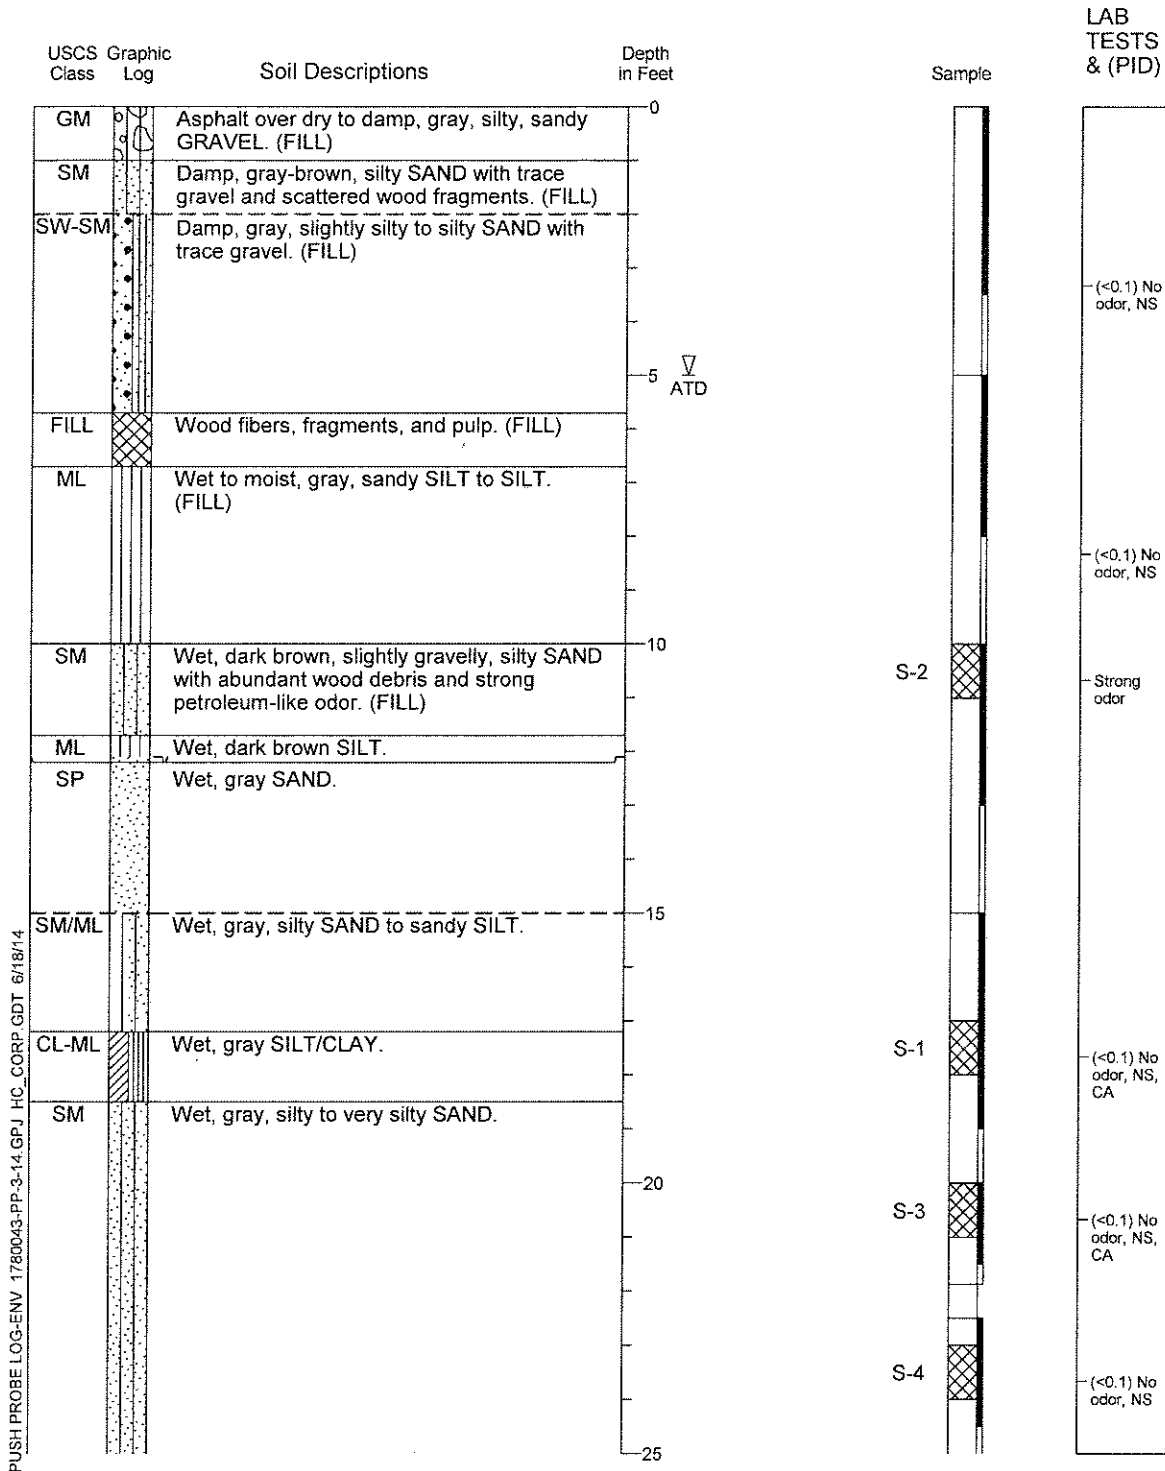 LAB
TESTS
& (PID)
USCS Graphic
Class Log
Soil Descriptions
Depth
in Feet
Sample
0
GM
Asphalt over dry to damp, gray, silty, sandy
GRAVEL. (FILL)
SM
Damp, gray-brown, silty SAND with trace
gravel and scattered wood fragments. (FILL)
SW-SM
Damp, gray, slightly silty to silty SAND with
trace gravel. (FILL)
(<0.1) No
odor, NS
5
ATD
FILL
Wood fibers, fragments, and pulp. (FILL)
ML
Wet to moist, gray, sandy SILT to SILT.
(FILL)
(<0.1) No
odor, NS
10
SM
Wet, dark brown, slightly gravelly, silty SAND
with abundant wood debris and strong
petroleum-like odor. (FILL)
S-2
Strong
odor
ML
Wet, dark brown SILT.
SP
Wet, gray SAND.
15
SM/ML
Wet, gray, silty SAND to sandy SILT.
CL-ML
Wet, gray SILT/CLAY.
S-1
(<0.1) No
odor, NS,
CA
SM
Wet, gray, silty to very silty SAND.
20
S-3
(<0.1) No
odor, NS,
CA
S-4
(<0.1) No
odor, NS
25
PUSH PROBE LOG-ENV 1780043-PP-3-14.GPJ HC_CORP.GDT 6/18/14